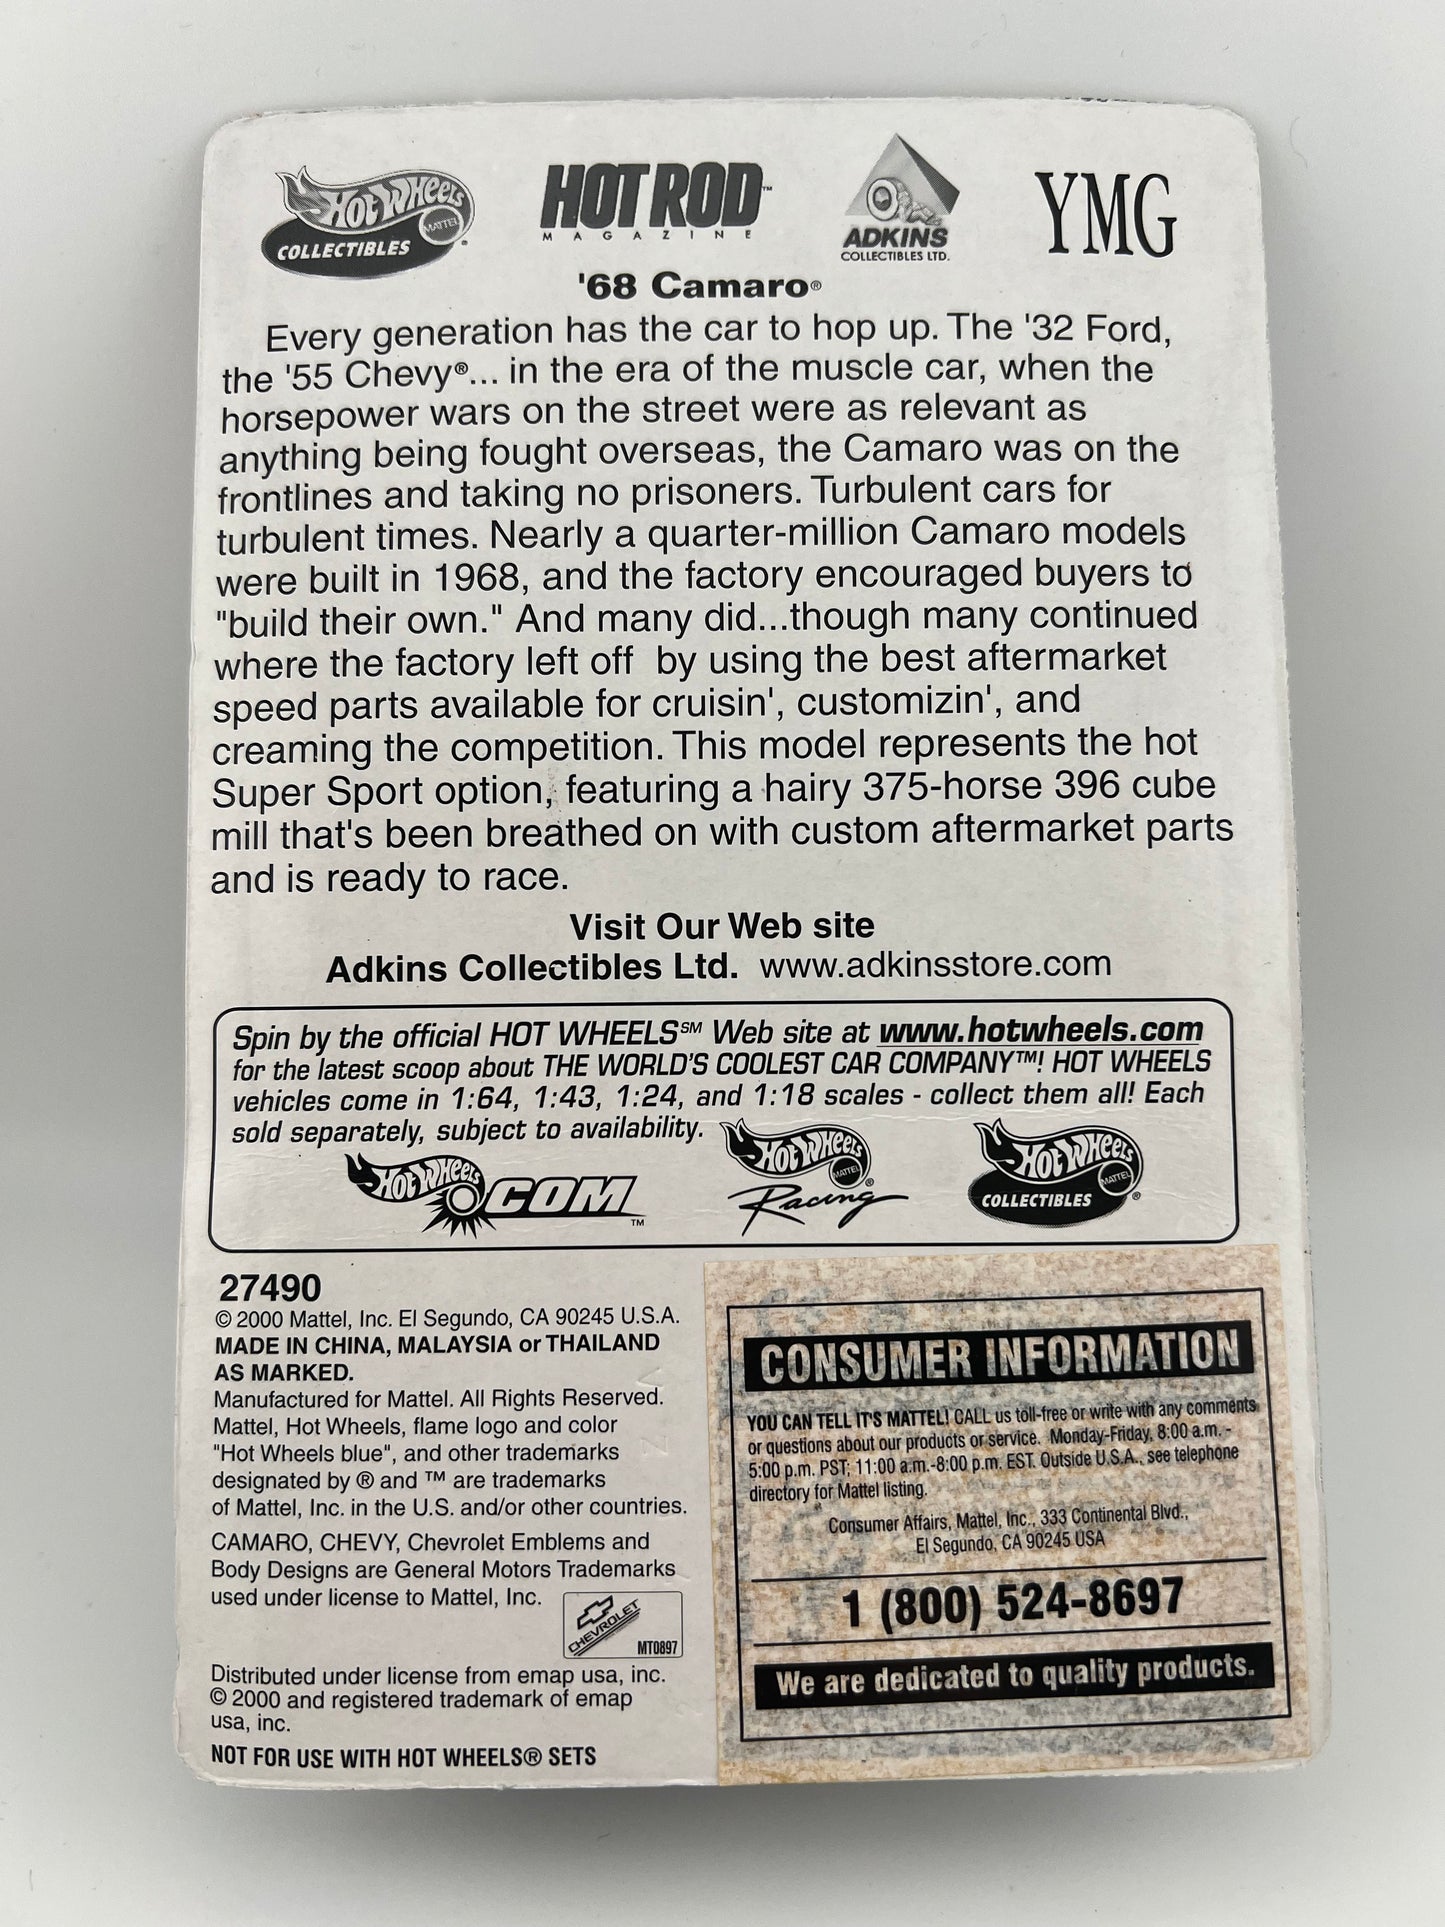 Hot Wheels MATTEL ® COLLECTIBLES
HOT ROD™
MAGAZINE
ADKINS
COLLECTIBLES LTD.
YMG
'68 Camaro®
Every generation has the car to hop up. The '32 Ford,
the '55 Chevy®... in the era of the muscle car, when the
horsepower wars on the street were as relevant as
anything being fought overseas, the Camaro was on the
frontlines and taking no prisoners. Turbulent cars for
turbulent times. Nearly a quarter-million Camaro models
were built in 1968, and the factory encouraged buyers to
"build their own." And many did...though many continued
where the factory left off  by using the best aftermarket
speed parts available for cruisin', customizin', and
creaming the competition. This model represents the hot
Super Sport option, featuring a hairy 375-horse 396 cube
mill that's been breathed on with custom aftermarket parts
and is ready to race.
Visit Our Web site
Adkins Collectibles Ltd.  www.adkinsstore.com
Spin by the official HOT WHEELS℠ Web site at www.hotwheels.com
for the latest scoop about THE WORLD'S COOLEST CAR COMPANY™! HOT WHEELS
vehicles come in 1:64, 1:43, 1:24, and 1:18 scales - collect them all! Each
sold separately, subject to availability.
Hot Wheels .COM ™
Hot Wheels MATTEL ® Racing
Hot Wheels MATTEL ® COLLECTIBLES
27490
© 2000 Mattel, Inc. El Segundo, CA 90245 U.S.A.
MADE IN CHINA, MALAYSIA or THAILAND
AS MARKED.
Manufactured for Mattel. All Rights Reserved.
Mattel, Hot Wheels, flame logo and color
"Hot Wheels blue", and other trademarks
designated by ® and ™ are trademarks
of Mattel, Inc. in the U.S. and/or other countries.
CAMARO, CHEVY, Chevrolet Emblems and
Body Designs are General Motors Trademarks
used under license to Mattel, Inc.
CHEVROLET
MT0897
Distributed under license from emap usa, inc.
© 2000 and registered trademark of emap
usa, inc.
NOT FOR USE WITH HOT WHEELS® SETS
CONSUMER INFORMATION
YOU CAN TELL IT'S MATTEL! CALL us toll-free or write with any comments
or questions about our products or service. Monday-Friday, 8:00 a.m. -
5:00 p.m. PST; 11:00 a.m.-8:00 p.m. EST. Outside U.S.A., see telephone
directory for Mattel listing.
Consumer Affairs, Mattel, Inc., 333 Continental Blvd.,
El Segundo, CA 90245 USA
1 (800) 524-8697
We are dedicated to quality products.